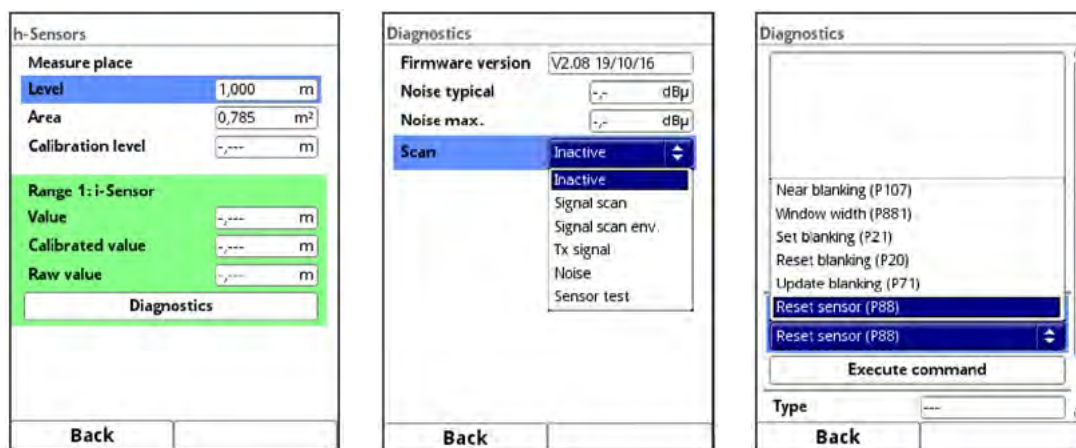 h-Sensors
Measure place
Level 1,000 m
Area 0,785 m²
Calibration level -,--- m
Range 1: i-Sensor
Value -,--- m
Calibrated value -,--- m
Raw value -,--- m
Diagnostics
Back
Diagnostics
Firmware version V2.08 19/10/16
Noise typical -,- dBµ
Noise max. -,- dBµ
Scan Inactive
Inactive
Signal scan
Signal scan env.
Tx signal
Noise
Sensor test
Back
Diagnostics
Near blanking (P107)
Window width (P881)
Set blanking (P21)
Reset blanking (P20)
Update blanking (P71)
Reset sensor (P88)
Reset sensor (P88)
Execute command
Type ---
Back